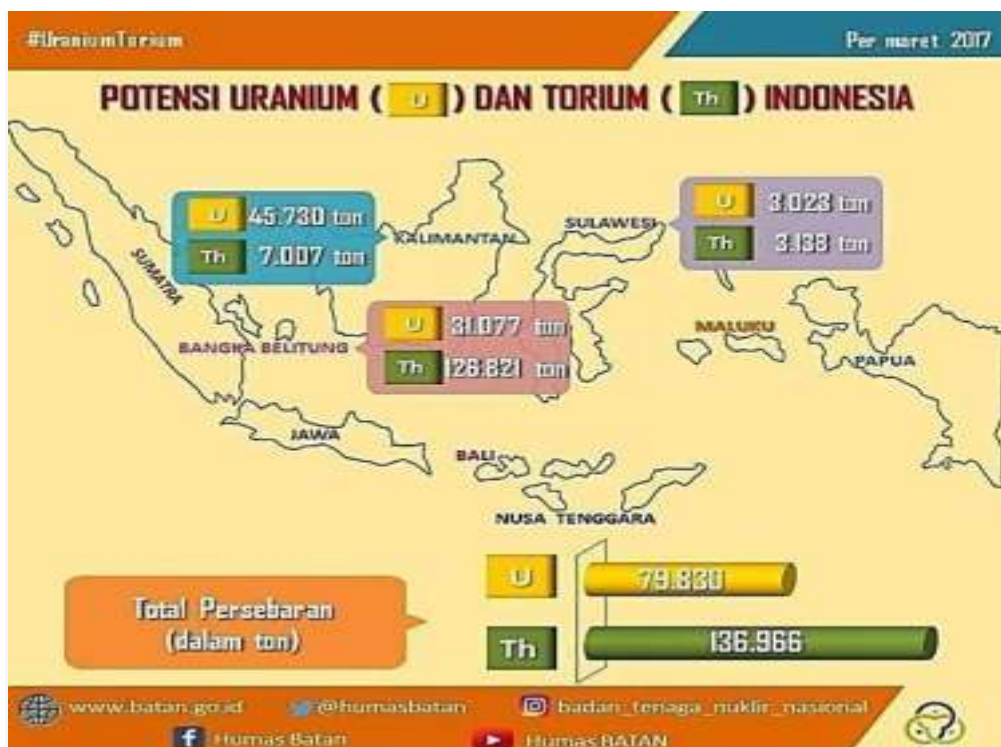 #UraniumTorium
Per maret 2017
POTENSI URANIUM ( U ) DAN TORIUM ( Th ) INDONESIA
U 45.730 ton
Th 7.007 ton
KALIMANTAN
SULAWESI
U 3.023 ton
Th 3.138 ton
SUMATRA
BANGKA BELITUNG
U 31.077 ton
Th 126.821 ton
MALUKU
PAPUA
JAWA
BALI
NUSA TENGGARA
Total Persebaran
(dalam ton)
U 79.830
Th 136.966
www.batan.go.id @humasbatan badan_tenaga_nuklir_nasional
Humas Batan Humas BATAN